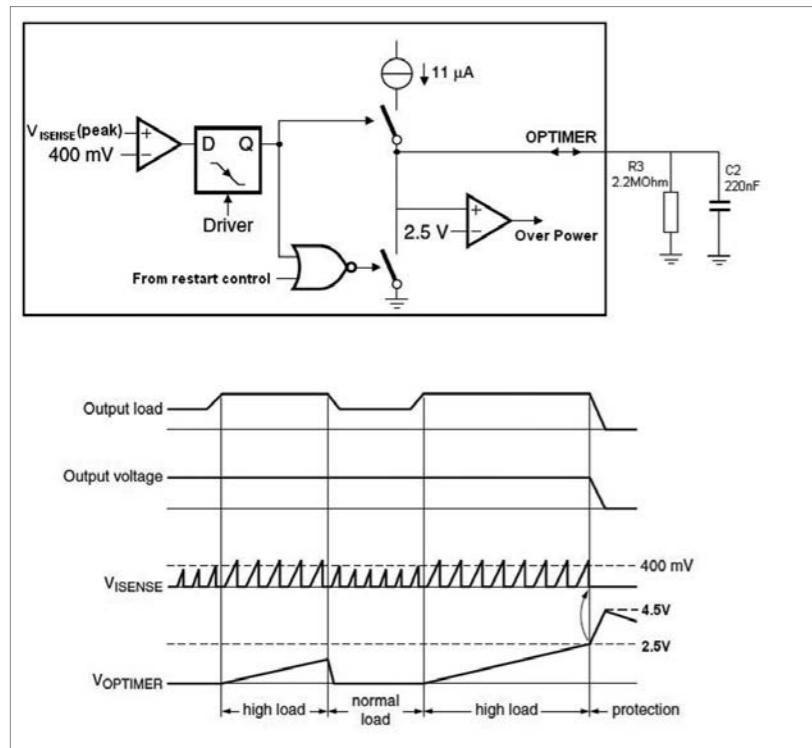 11 µA
V ISENSE (peak)
400 mV
+
−
D Q
Driver
OPTIMER
R3
2.2MOhm
C2
220nF
2.5 V
+
−
Over Power
From restart control
Output load
Output voltage
400 mV
VISENSE
4.5V
2.5V
VOPTIMER
high load
normal
load
high load
protection